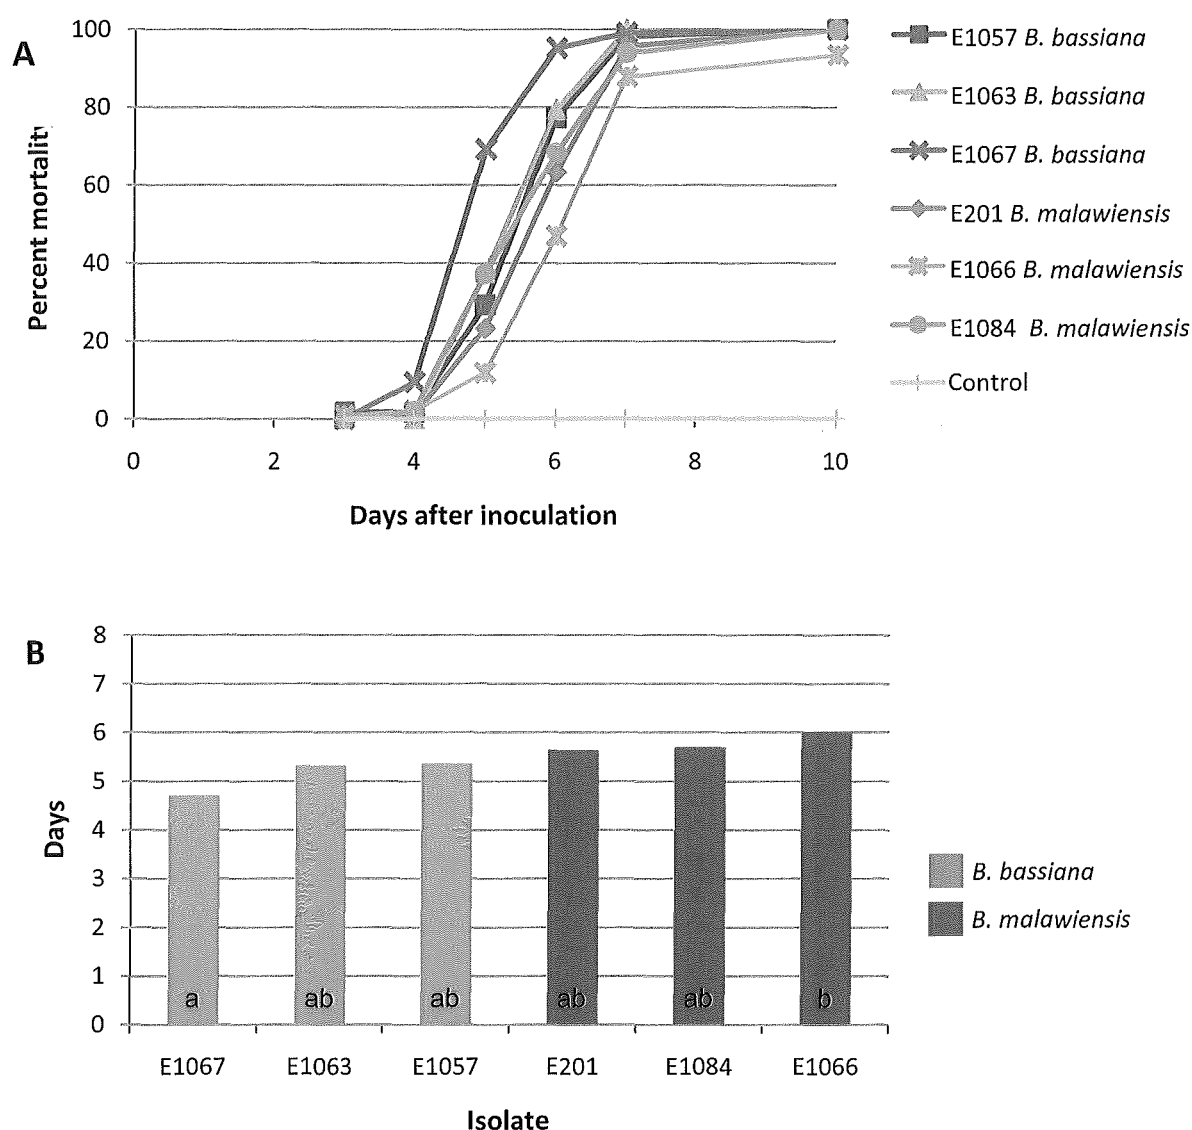 A
Percent mortality
100
80
60
40
20
0
0 2 4 6 8 10
Days after inoculation
E1057 B. bassiana
E1063 B. bassiana
E1067 B. bassiana
E201 B. malawiensis
E1066 B. malawiensis
E1084 B. malawiensis
Control
B
Days
8
7
6
5
4
3
2
1
0
a ab ab ab ab b
E1067 E1063 E1057 E201 E1084 E1066
Isolate
B. bassiana
B. malawiensis